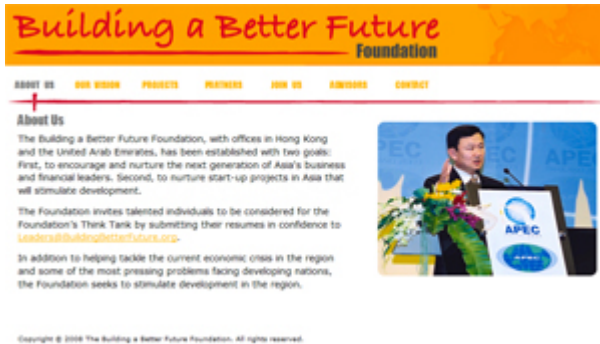 Building a Better Future
Foundation
ABOUT US OUR VISION PROJECTS PARTNERS JOIN US ADVISORS CONTACT
About Us
The Building a Better Future Foundation, with offices in Hong Kong
and the United Arab Emirates, has been established with two goals:
First, to encourage and nurture the next generation of Asia's business
and financial leaders. Second, to nurture start-up projects in Asia that
will stimulate development.
The Foundation invites talented individuals to be considered for the
Foundation's Think Tank by submitting their resumes in confidence to
Leaders@BuildingBetterFuture.org.
In addition to helping tackle the current economic crisis in the region
and some of the most pressing problems facing developing nations,
the Foundation seeks to stimulate development in the region.
APEC
APEC
APEC
APEC
Copyright @ 2008 The Building a Better Future Foundation. All rights reserved.